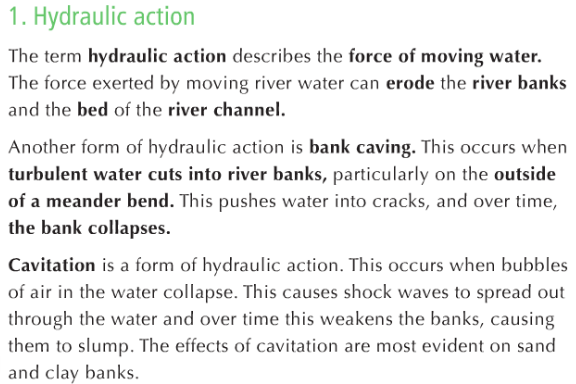 1. Hydraulic action
The term hydraulic action describes the force of moving water.
The force exerted by moving river water can erode the river banks
and the bed of the river channel.
Another form of hydraulic action is bank caving. This occurs when
turbulent water cuts into river banks, particularly on the outside
of a meander bend. This pushes water into cracks, and over time,
the bank collapses.
Cavitation is a form of hydraulic action. This occurs when bubbles
of air in the water collapse. This causes shock waves to spread out
through the water and over time this weakens the banks, causing
them to slump. The effects of cavitation are most evident on sand
and clay banks.